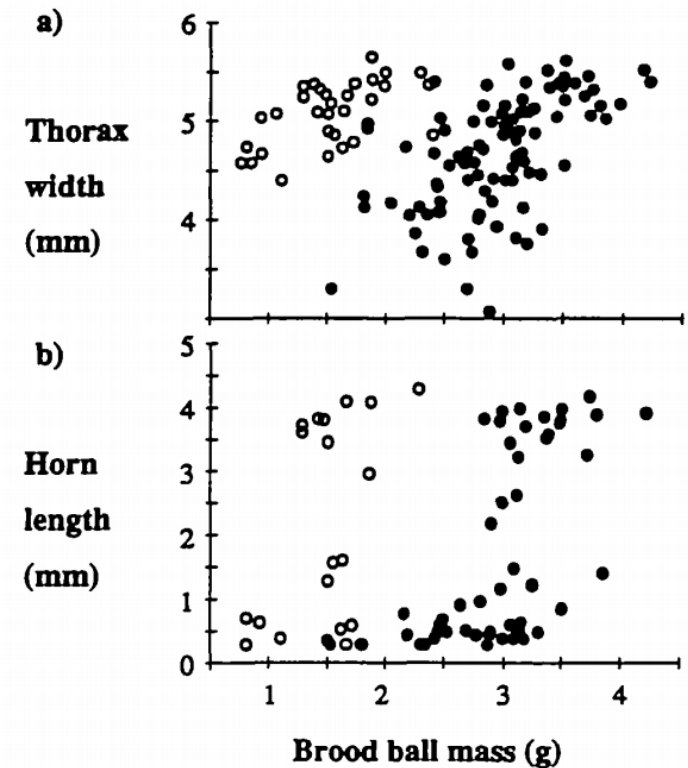 a)
6
5
4
Thorax
width
(mm)
b)
5
4
3
2
1
0
Horn
length
(mm)
1 2 3 4
Brood ball mass (g)